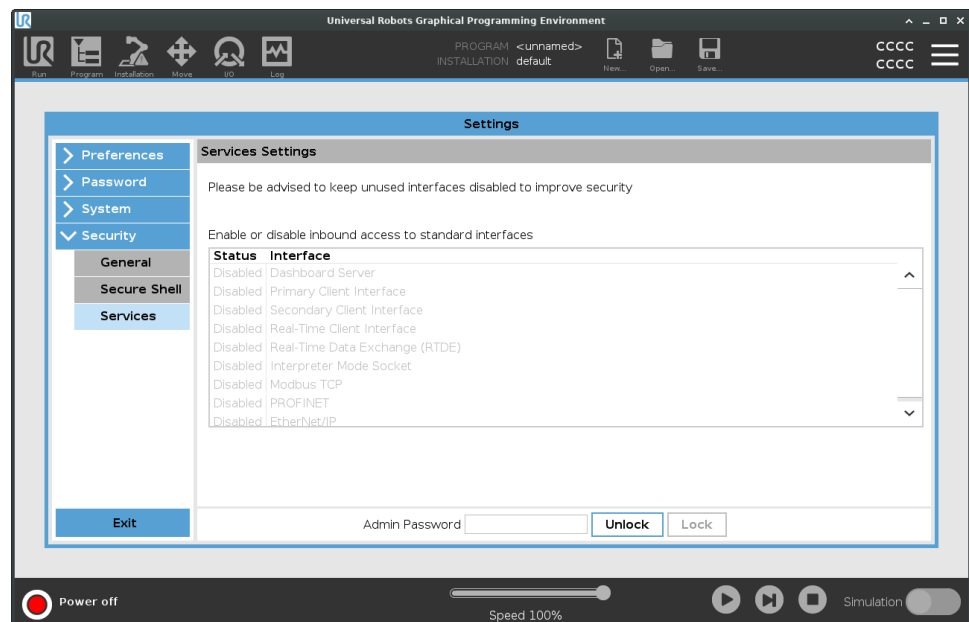 Universal Robots Graphical Programming Environment
PROGRAM <unnamed>
INSTALLATION default
CCCC
CCCC
Run Program Installation Move I/O Log New... Open... Save...
Settings
Preferences
Password
System
Security
General
Secure Shell
Services
Exit
Services Settings
Please be advised to keep unused interfaces disabled to improve security
Enable or disable inbound access to standard interfaces
Status Interface
Disabled Dashboard Server
Disabled Primary Client Interface
Disabled Secondary Client Interface
Disabled Real-Time Client Interface
Disabled Real-Time Data Exchange (RTDE)
Disabled Interpreter Mode Socket
Disabled Modbus TCP
Disabled PROFINET
Disabled EtherNet/IP
Admin Password Unlock Lock
Power off
Speed 100%
Simulation